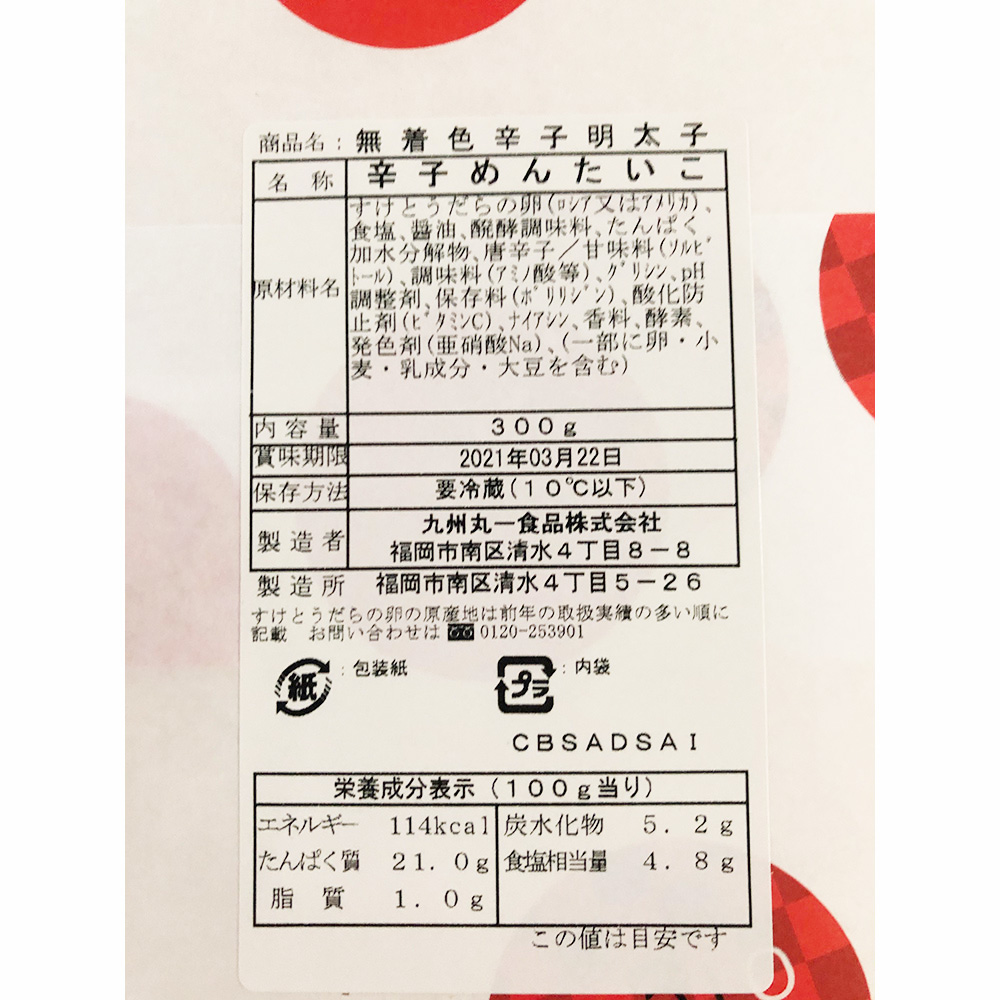 商品名：無着色辛子明太子
名称 辛子めんたいこ
原材料名
すけとうだらの卵(ﾛｼｱ又はｱﾒﾘｶ)、
食塩、醤油、醗酵調味料、たんぱく
加水分解物、唐辛子／甘味料(ｿﾙﾋﾞ
ﾄｰﾙ)、調味料(ｱﾐﾉ酸等)、ｸﾞﾘｼﾝ、pH
調整剤、保存料(ﾎﾟﾘﾘｼﾞﾝ)、酸化防
止剤(ﾋﾞﾀﾐﾝC)、ﾅｲｱｼﾝ、香料、酵素、
発色剤(亜硝酸Na)、(一部に卵・小
麦・乳成分・大豆を含む)
内容量 ３００ｇ
賞味期限 2021年03月22日
保存方法 要冷蔵(１０℃以下)
製造者 九州丸一食品株式会社
福岡市南区清水４丁目８－８
製造所 福岡市南区清水４丁目５－２６
すけとうだらの卵の原産地は前年の取扱実績の多い順に
記載 お問い合わせは 0120-253901
紙：包装紙 プラ：内袋
ＣＢＳＡＤＳＡＩ
栄養成分表示（１００ｇ当り）
エネルギー 114kcal 炭水化物 ５．２ｇ
たんぱく質 21.0g 食塩相当量 ４．８ｇ
脂質 １．０ｇ
この値は目安です